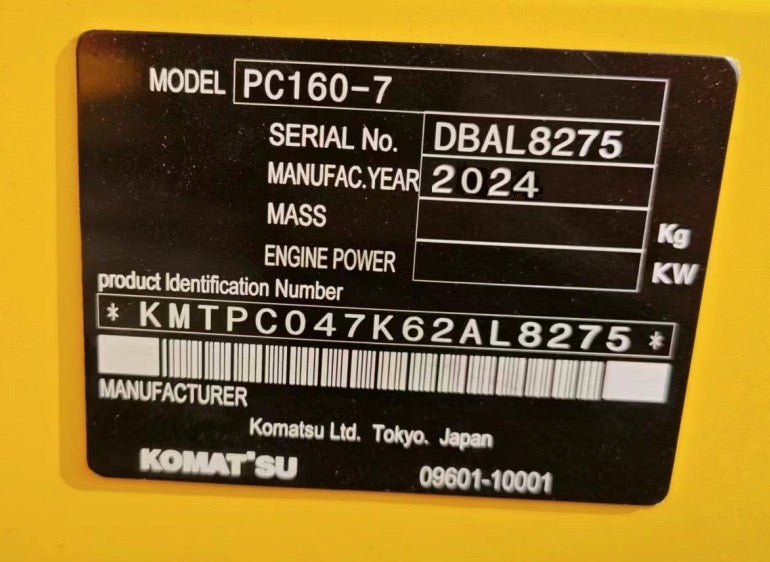 MODEL PC160-7
SERIAL No. DBAL8275
MANUFAC.YEAR 2024
MASS Kg
ENGINE POWER KW
product Identification Number
* KMTPC047K62AL8275 *
MANUFACTURER
Komatsu Ltd. Tokyo. Japan
KOMAT'SU 09601-10001